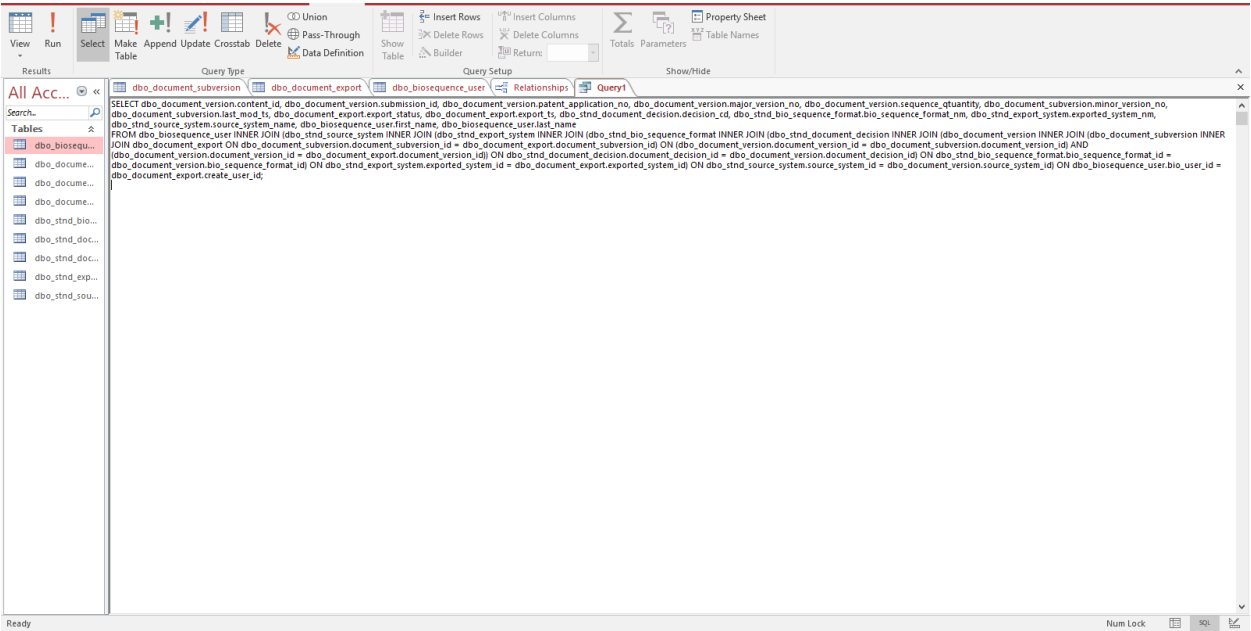 Union
Pass-Through
Data Definition
Insert Rows
Delete Rows
Builder
Insert Columns
Delete Columns
Return:
Property Sheet
Table Names
View
Run
Select
Make Table
Append
Update
Crosstab
Delete
Show Table
Totals
Parameters
Results
Query Type
Query Setup
Show/Hide
All Acc...
Search..
Tables
dbo_biosequ...
dbo_docume...
dbo_docume...
dbo_docume...
dbo_stnd_bio...
dbo_stnd_doc...
dbo_stnd_doc...
dbo_stnd_exp...
dbo_stnd_sou...
dbo_document_subversion
dbo_document_export
dbo_biosequence_user
Relationships
Query1
SELECT dbo_document_version.content_id, dbo_document_version.submission_id, dbo_document_version.patent_application_no, dbo_document_version.major_version_no, dbo_document_version.sequence_qtuantity, dbo_document_subversion.minor_version_no,
dbo_document_subversion.last_mod_ts, dbo_document_export.export_status, dbo_document_export.export_ts, dbo_stnd_document_decision.decision_cd, dbo_stnd_bio_sequence_format.bio_sequence_format_nm, dbo_stnd_export_system.exported_system_nm,
dbo_stnd_source_system.source_system_name, dbo_biosequence_user.first_name, dbo_biosequence_user.last_name
FROM dbo_biosequence_user INNER JOIN (dbo_stnd_source_system INNER JOIN (dbo_stnd_export_system INNER JOIN (dbo_stnd_bio_sequence_format INNER JOIN (dbo_stnd_document_decision INNER JOIN (dbo_document_version INNER JOIN (dbo_document_subversion INNER
JOIN dbo_document_export ON dbo_document_subversion.document_subversion_id = dbo_document_export.document_subversion_id) ON (dbo_document_version.document_version_id = dbo_document_subversion.document_version_id) AND
(dbo_document_version.document_version_id = dbo_document_export.document_version_id)) ON dbo_stnd_document_decision.document_decision_id = dbo_document_version.document_decision_id) ON dbo_stnd_bio_sequence_format.bio_sequence_format_id =
dbo_document_version.bio_sequence_format_id) ON dbo_stnd_export_system.exported_system_id = dbo_document_export.exported_system_id) ON dbo_stnd_source_system.source_system_id = dbo_document_version.source_system_id) ON dbo_biosequence_user.bio_user_id =
dbo_document_export.create_user_id;
Ready
Num Lock
SQL